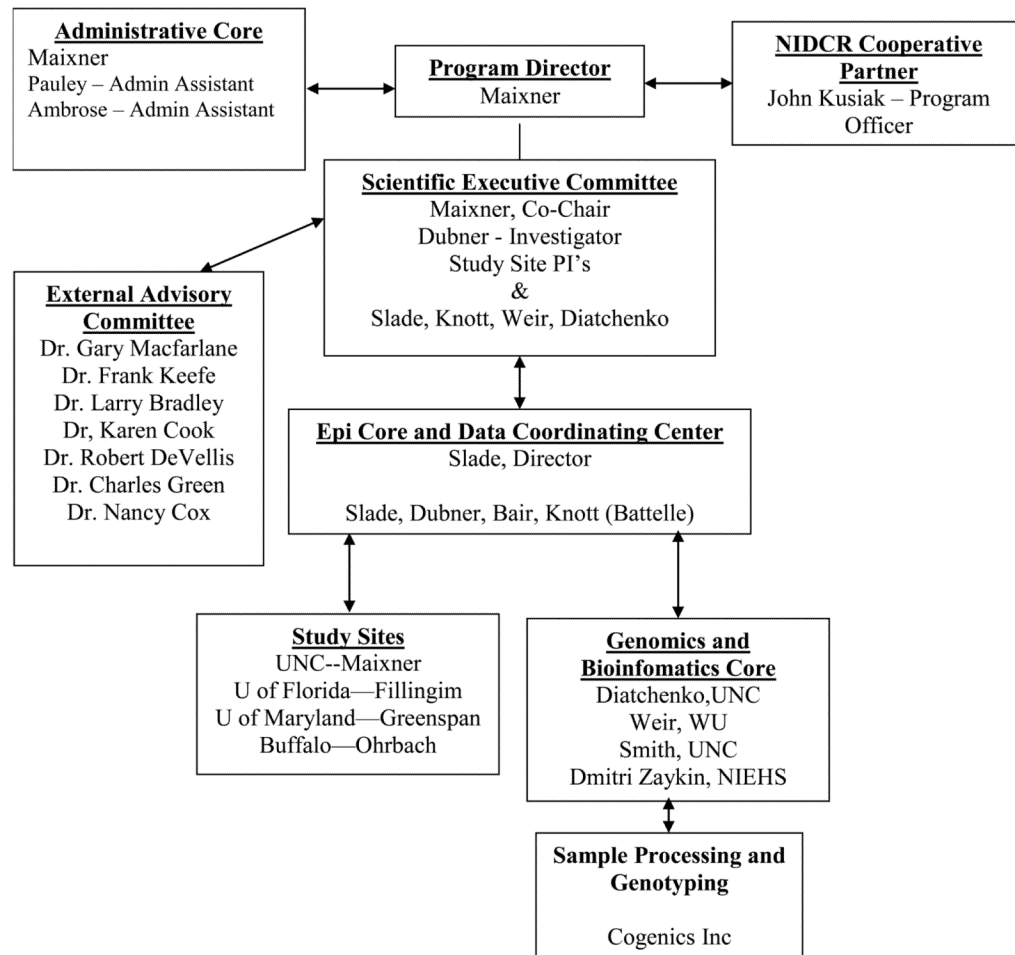 Administrative Core
Maixner
Pauley – Admin Assistant
Ambrose – Admin Assistant
Program Director
Maixner
NIDCR Cooperative
Partner
John Kusiak – Program
Officer
Scientific Executive Committee
Maixner, Co-Chair
Dubner - Investigator
Study Site PI’s
&
Slade, Knott, Weir, Diatchenko
External Advisory
Committee
Dr. Gary Macfarlane
Dr. Frank Keefe
Dr. Larry Bradley
Dr, Karen Cook
Dr. Robert DeVellis
Dr. Charles Green
Dr. Nancy Cox
Epi Core and Data Coordinating Center
Slade, Director
Slade, Dubner, Bair, Knott (Battelle)
Study Sites
UNC--Maixner
U of Florida—Fillingim
U of Maryland—Greenspan
Buffalo—Ohrbach
Genomics and
Bioinfomatics Core
Diatchenko,UNC
Weir, WU
Smith, UNC
Dmitri Zaykin, NIEHS
Sample Processing and
Genotyping
Cogenics Inc